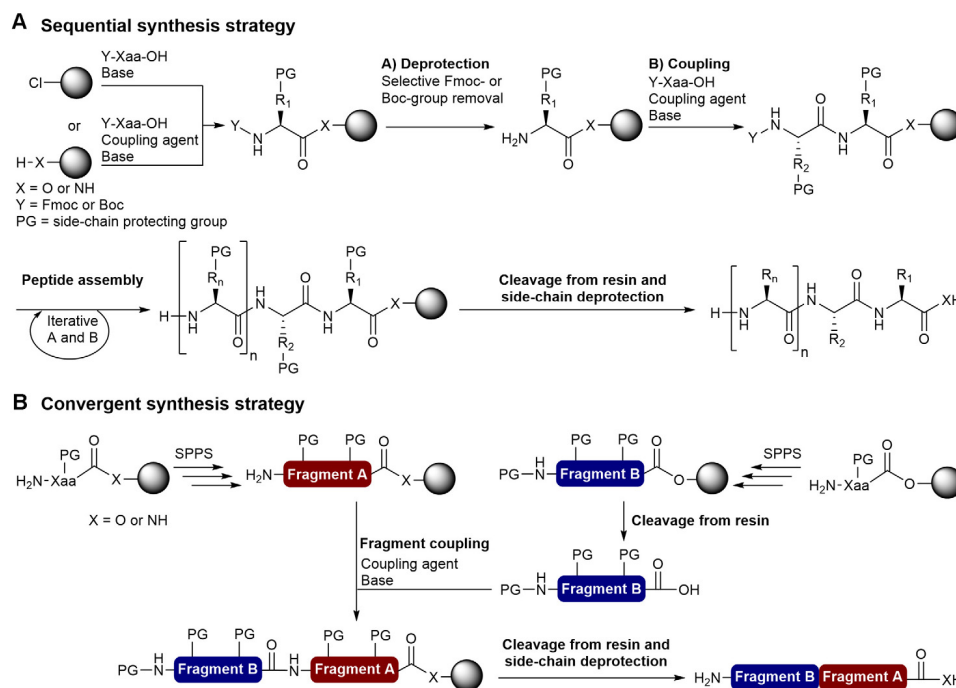 A Sequential synthesis strategy
Cl
Y-Xaa-OH
Base
or
Y-Xaa-OH
Coupling agent
Base
H-X
X = O or NH
Y = Fmoc or Boc
PG = side-chain protecting group
PG
R1
Y
N
H
O
X
A) Deprotection
Selective Fmoc- or
Boc-group removal
PG
R1
H2N
O
X
B) Coupling
Y-Xaa-OH
Coupling agent
Base
PG
O
R1
H
N
Y
N
H
X
R2
O
PG
Peptide assembly
Iterative
A and B
PG
Rn
O
PG
R1
H
N
H
N
H
O
n
R2
PG
N
H
O
X
Cleavage from resin and
side-chain deprotection
Rn
O
R1
H
N
XH
H
N
H
O
n
R2
N
H
O
B Convergent synthesis strategy
PG
O
H2N-Xaa
X
X = O or NH
SPPS
PG
PG
O
H2N
Fragment A
X
PG
PG
H
N
O
PG
Fragment B
O
SPPS
PG
O
H2N-Xaa
O
Cleavage from resin
Fragment coupling
Coupling agent
Base
PG
PG
H
N
O
PG
Fragment B
OH
PG
PG
O
PG
PG
O
H
N
H
N
PG
Fragment B
Fragment A
X
Cleavage from resin and
side-chain deprotection
O
H2N
Fragment B
Fragment A
XH